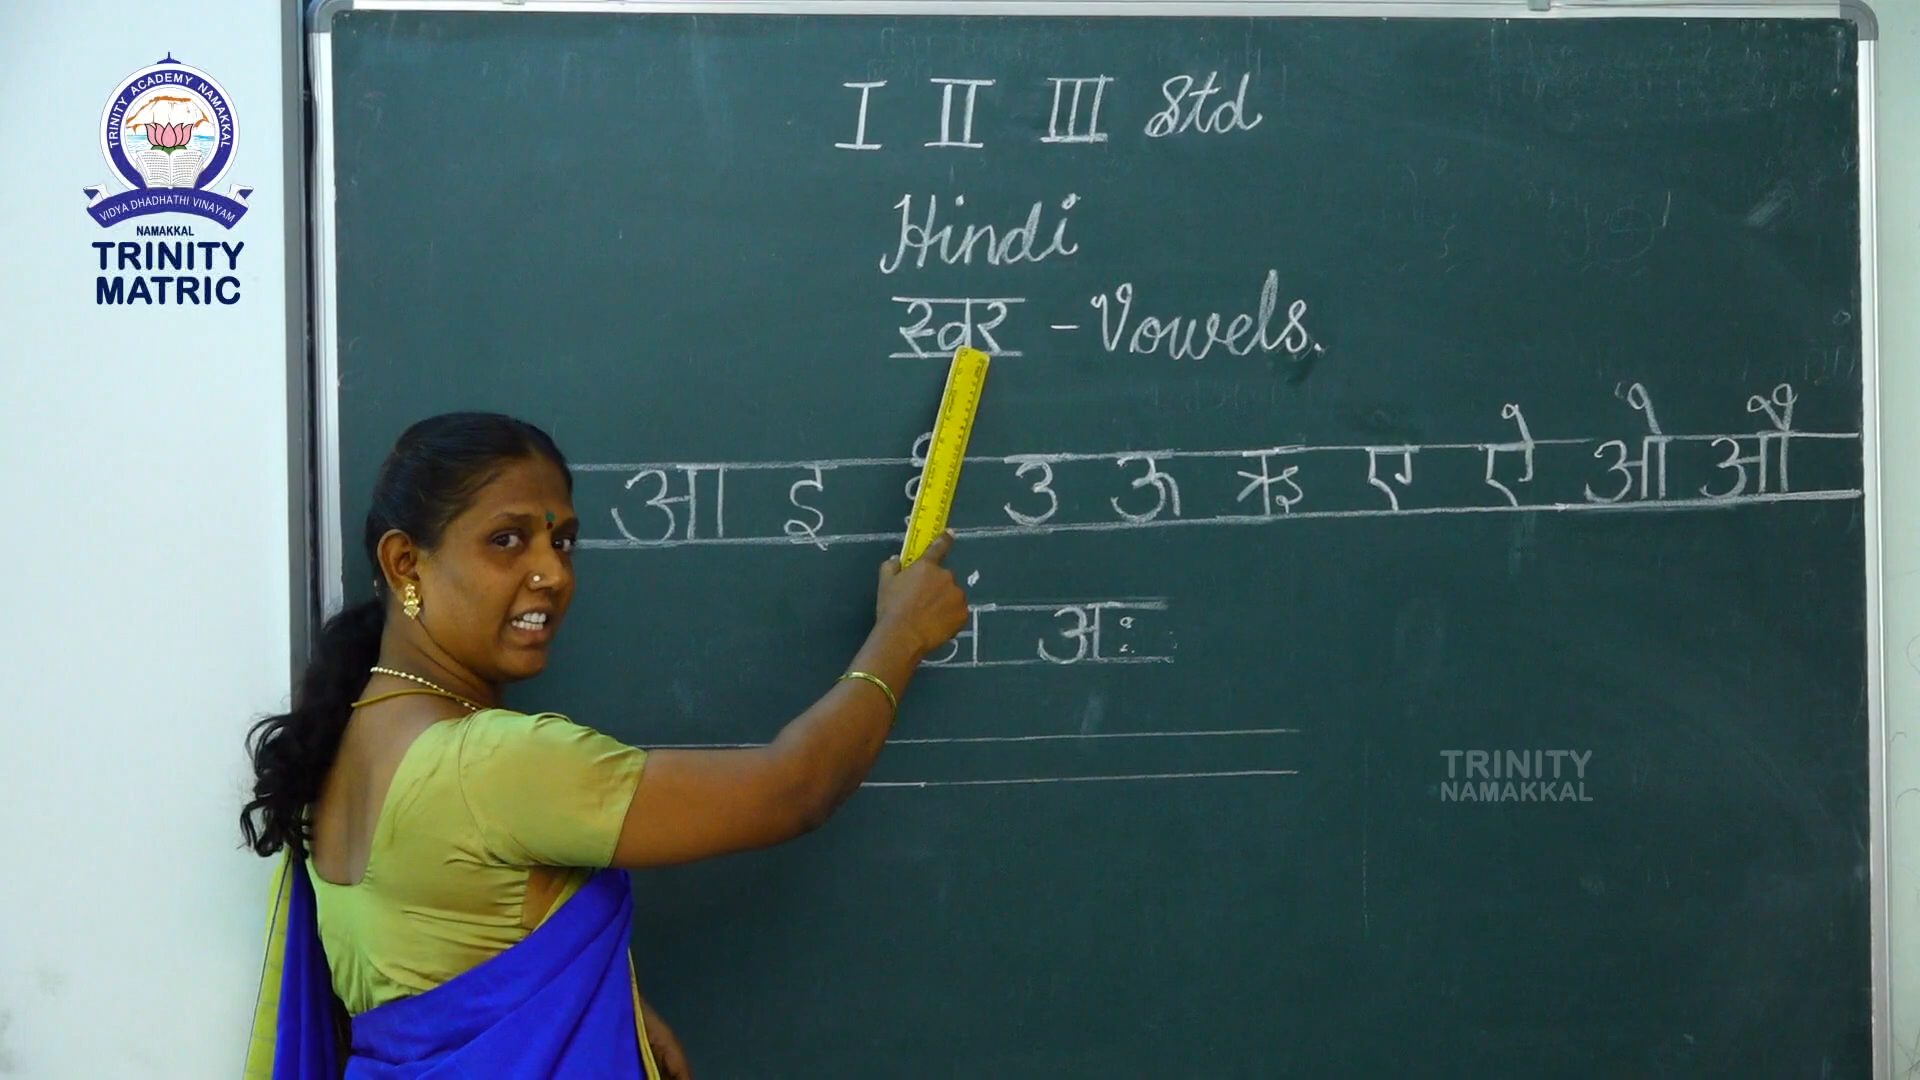 TRINITY ACADEMY NAMAKKAL
VIDYA DHADHATHI VINAYAM
NAMAKKAL
TRINITY
MATRIC
I II III Std
Hindi
स्वर - Vowels.
आ इ उ ऊ ऋ ए ऐ ओ औ
अं अः
TRINITY
NAMAKKAL